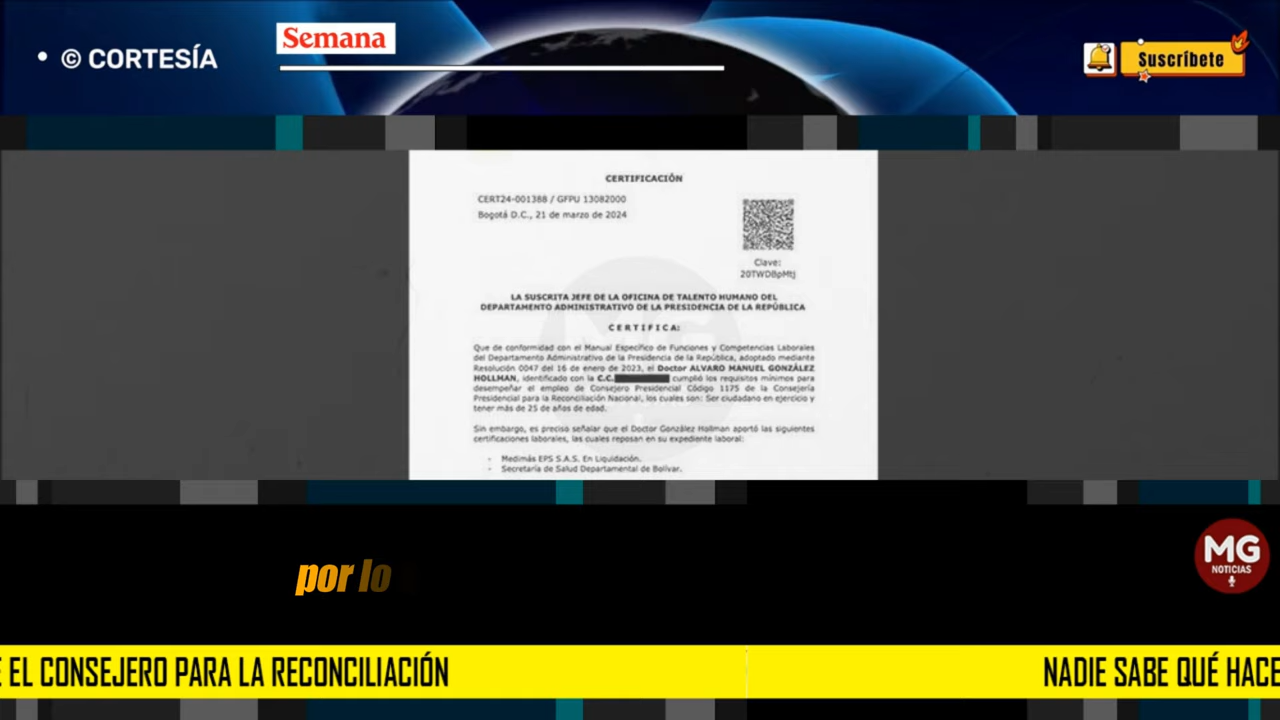 • © CORTESÍA
Semana
Suscríbete
CERTIFICACIÓN
CERT24-001388 / GFPU 13082000
Bogotá D.C., 21 de marzo de 2024
Clave:
20TWDBpMtj
LA SUSCRITA JEFE DE LA OFICINA DE TALENTO HUMANO DEL
DEPARTAMENTO ADMINISTRATIVO DE LA PRESIDENCIA DE LA REPÚBLICA
C E R T I F I C A:
Que de conformidad con el Manual Específico de Funciones y Competencias Laborales
del Departamento Administrativo de la Presidencia de la República, adoptado mediante
Resolución 0047 del 16 de enero de 2023, el Doctor ALVARO MANUEL GONZÁLEZ
HOLLMAN, identificado con la C.C. cumplió los requisitos mínimos para
desempeñar el empleo de Consejero Presidencial Código 1175 de la Consejería
Presidencial para la Reconciliación Nacional, los cuales son: Ser ciudadano en ejercicio y
tener más de 25 de años de edad.
Sin embargo, es preciso señalar que el Doctor González Hollman aportó las siguientes
certificaciones laborales, las cuales reposan en su expediente laboral:
- Medimás EPS S.A.S. En Liquidación.
- Secretaría de Salud Departamental de Bolívar.
MG
por lo
MG
NOTICIAS
E EL CONSEJERO PARA LA RECONCILIACIÓN
NADIE SABE QUÉ HACE